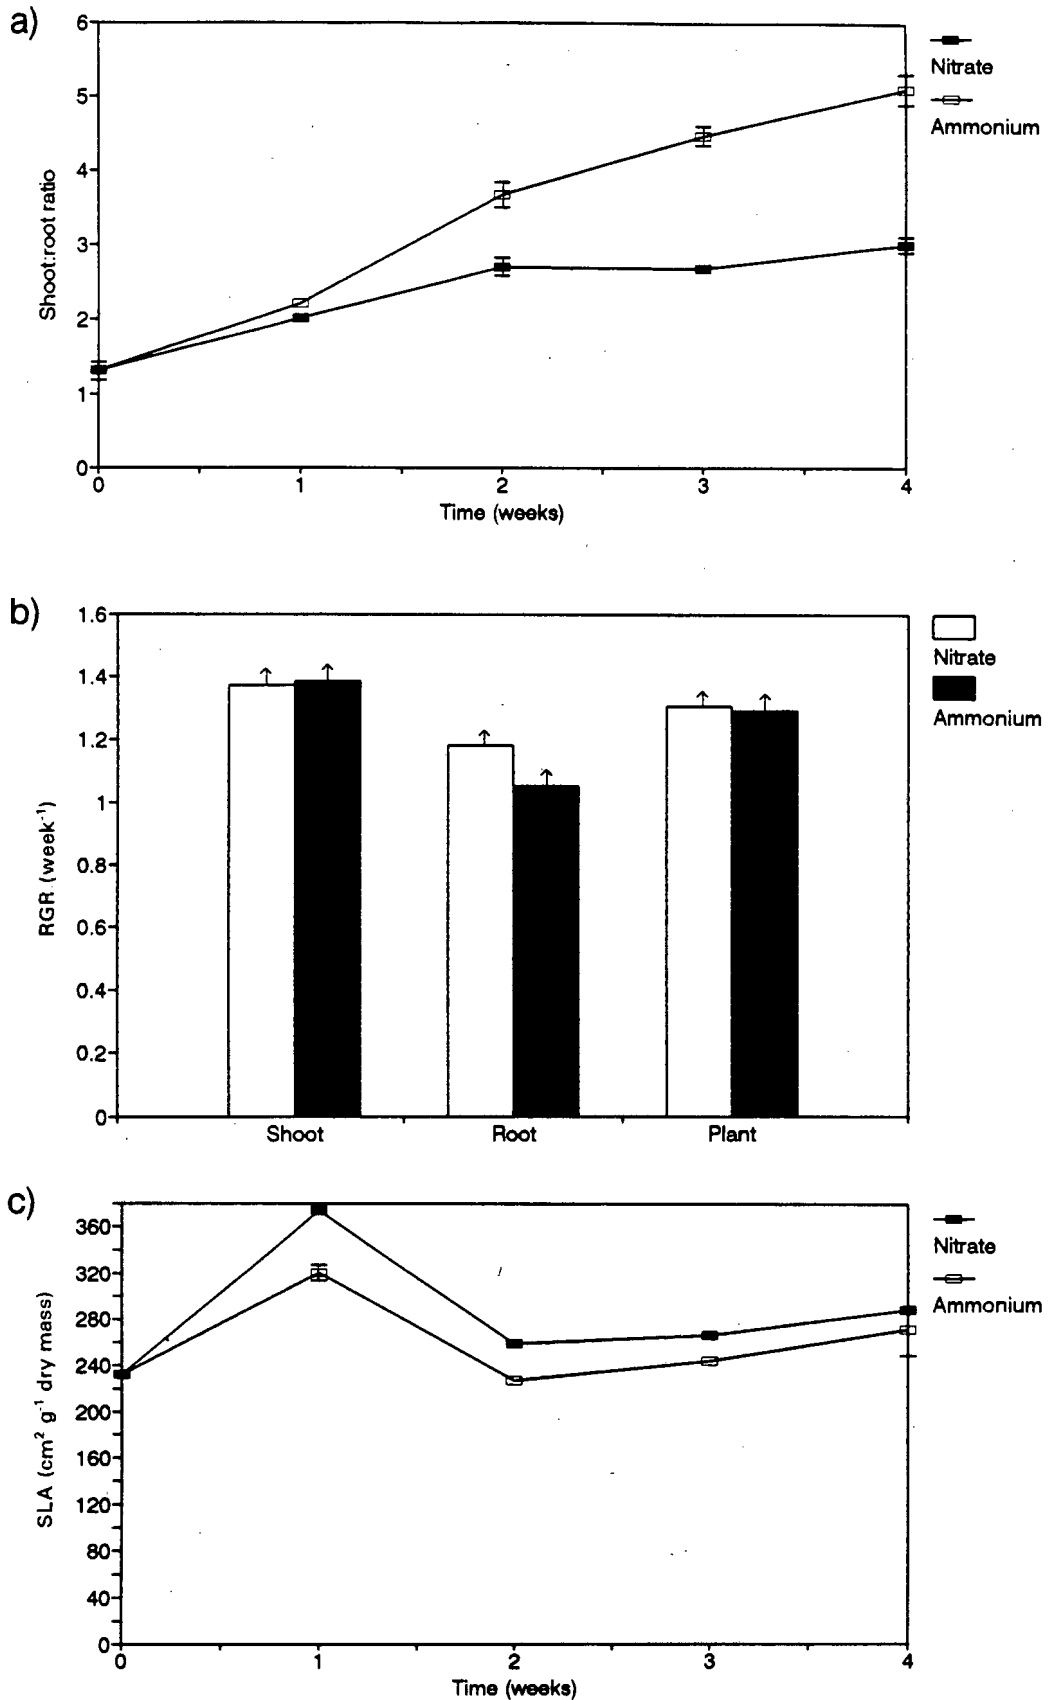 a)
6
5
4
3
2
1
0
Shoot:root ratio
0 1 2 3 4
Time (weeks)
Nitrate
Ammonium
b)
1.6
1.4
1.2
1
0.8
0.6
0.4
0.2
0
RGR (week⁻¹)
Shoot Root Plant
Nitrate
Ammonium
c)
360
320
280
240
200
160
120
80
40
0
SLA (cm² g⁻¹ dry mass)
0 1 2 3 4
Time (weeks)
Nitrate
Ammonium